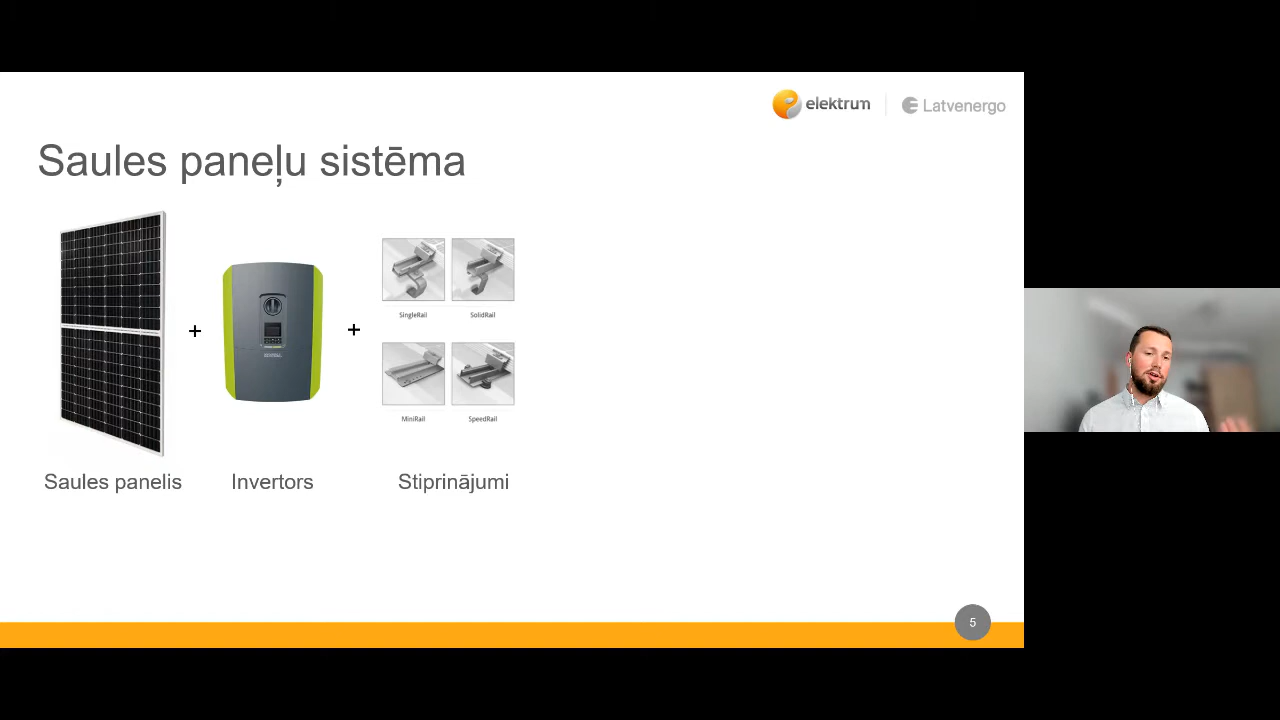 elektrum
Latvenergo
Saules paneļu sistēma
+
+
SingleRail
SolidRail
MiniRail
SpeedRail
Saules panelis
Invertors
Stiprinājumi
5